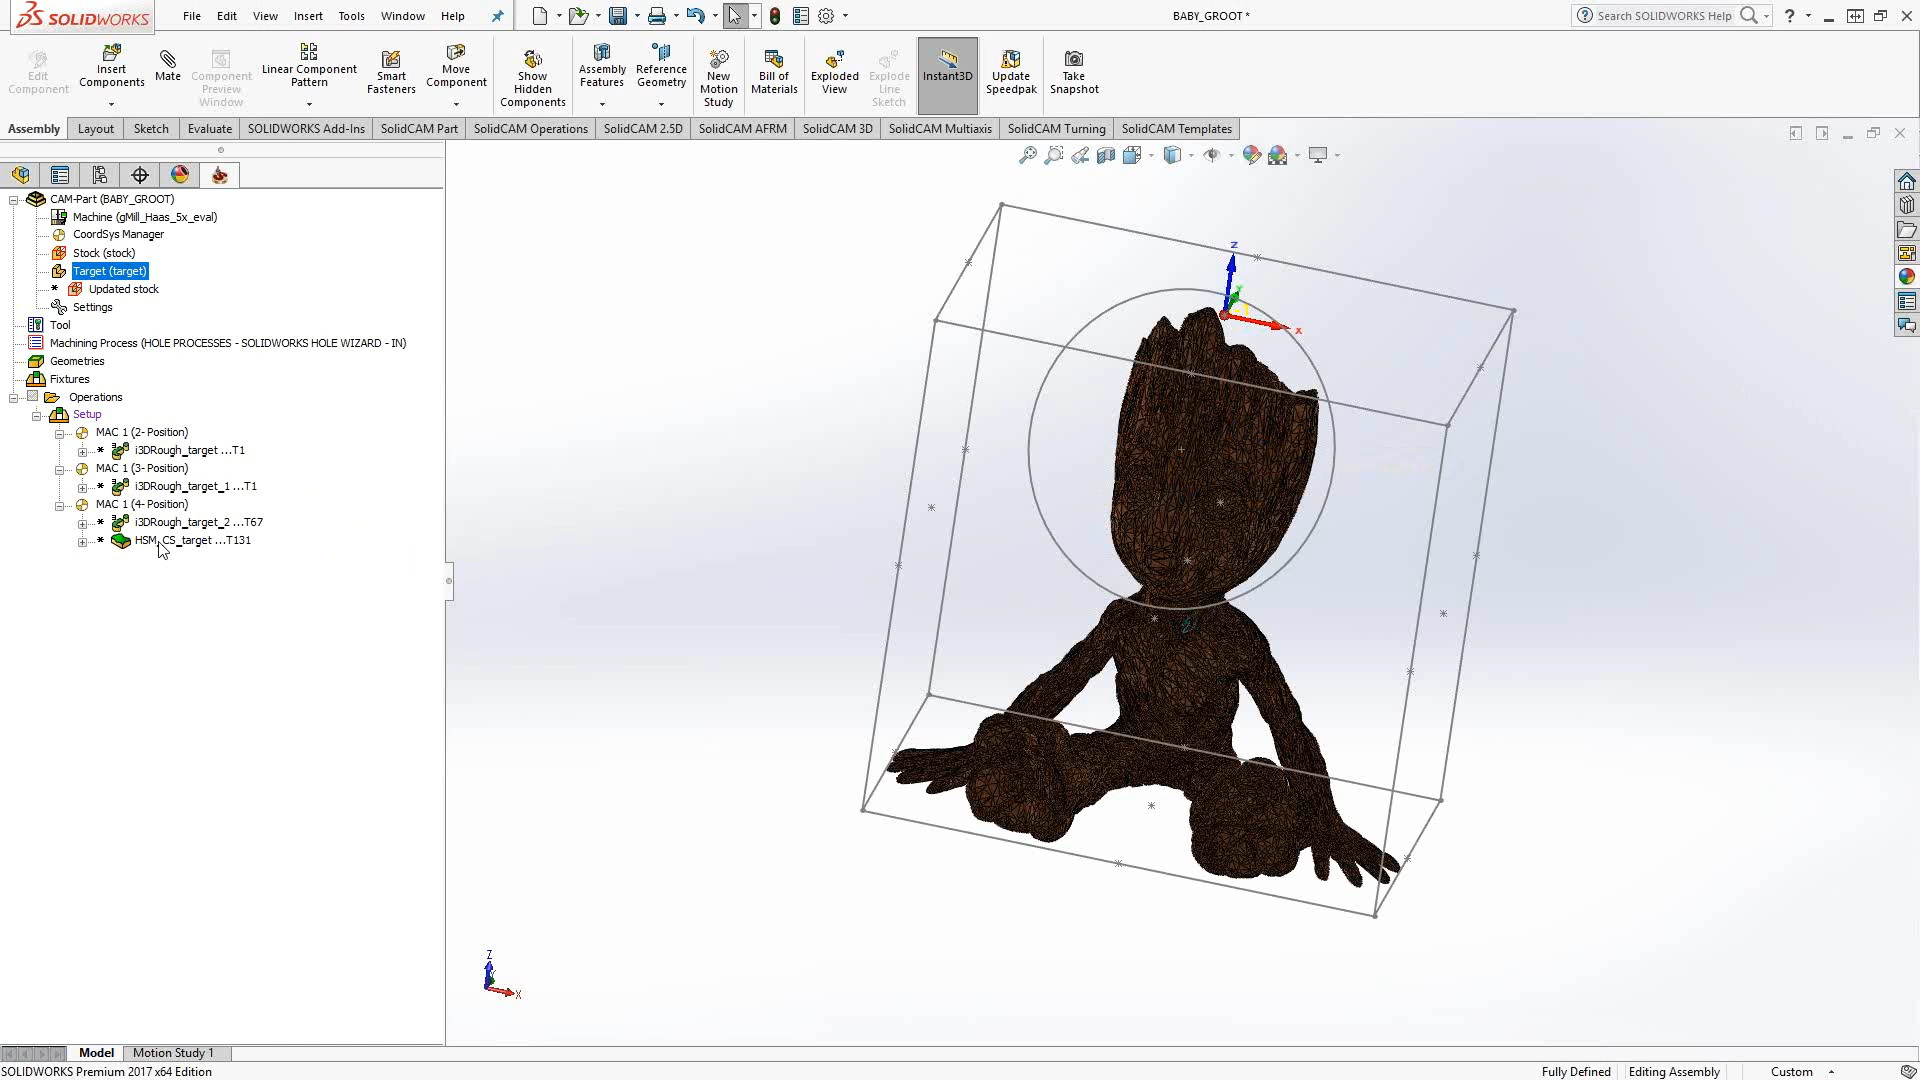 SOLIDWORKS
File Edit View Insert Tools Window Help
BABY_GROOT *
Search SOLIDWORKS Help
Edit Component
Insert Components
Mate
Component Preview Window
Linear Component Pattern
Smart Fasteners
Move Component
Show Hidden Components
Assembly Features
Reference Geometry
New Motion Study
Bill of Materials
Exploded View
Explode Line Sketch
Instant3D
Update Speedpak
Take Snapshot
Assembly Layout Sketch Evaluate SOLIDWORKS Add-Ins SolidCAM Part SolidCAM Operations SolidCAM 2.5D SolidCAM AFRM SolidCAM 3D SolidCAM Multiaxis SolidCAM Turning SolidCAM Templates
CAM-Part (BABY_GROOT)
Machine (gMill_Haas_5x_eval)
CoordSys Manager
Stock (stock)
Target (target)
* Updated stock
Settings
Tool
Machining Process (HOLE PROCESSES - SOLIDWORKS HOLE WIZARD - IN)
Geometries
Fixtures
Operations
Setup
MAC 1 (2- Position)
* i3DRough_target ...T1
MAC 1 (3- Position)
* i3DRough_target_1 ...T1
MAC 1 (4- Position)
* i3DRough_target_2 ...T67
* HSM_CS_target ...T131
Z
Y
X
Z
X
Model Motion Study 1
SOLIDWORKS Premium 2017 x64 Edition
Fully Defined Editing Assembly Custom